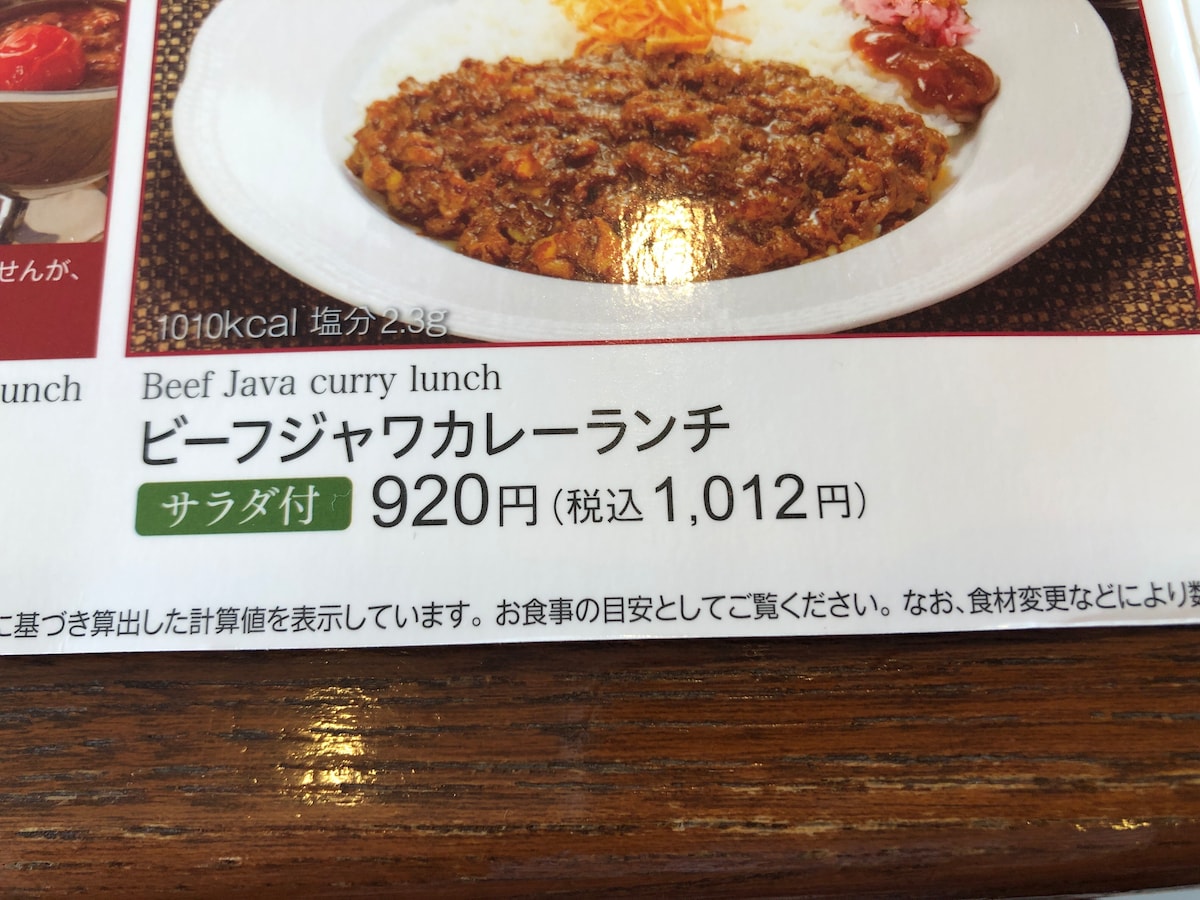 せんが、
1010kcal 塩分2.3g
unch
Beef Java curry lunch
ビーフジャワカレーランチ
サラダ付 920円(税込1,012円)
に基づき算出した計算値を表示しています。お食事の目安としてご覧ください。なお、食材変更などにより数